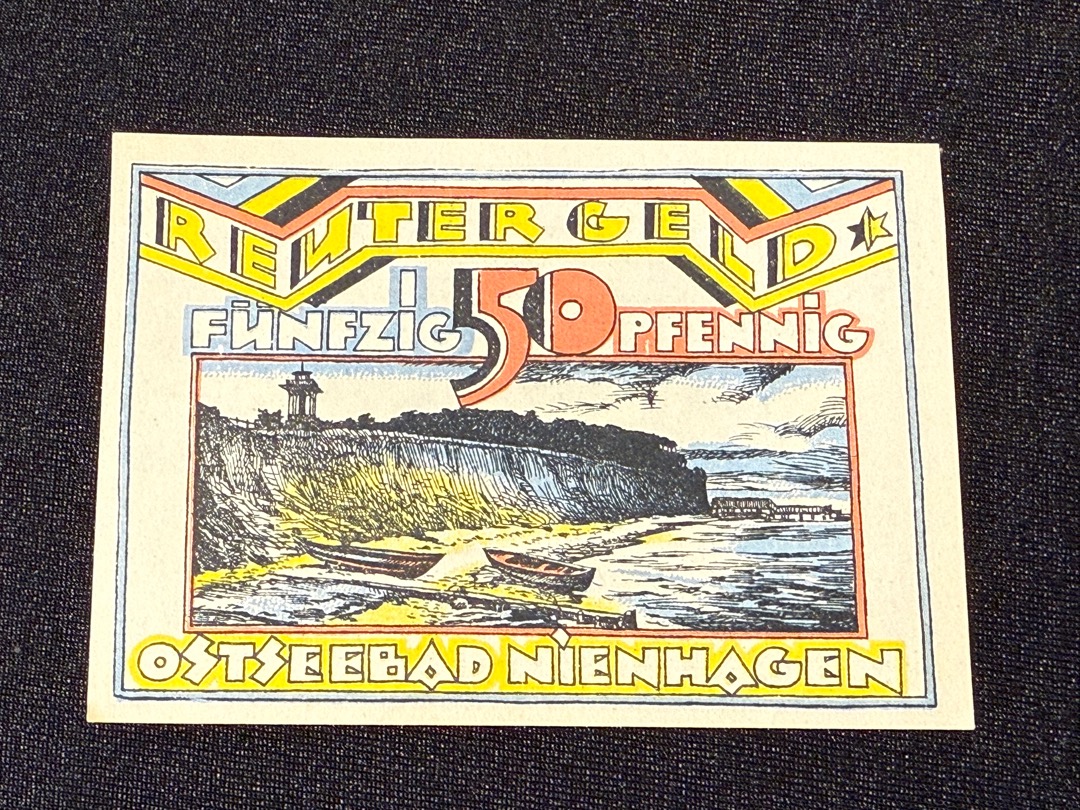 REUTERGELD
FÜNFZIG 50 PFENNIG
OSTSEEBAD NIENHAGEN